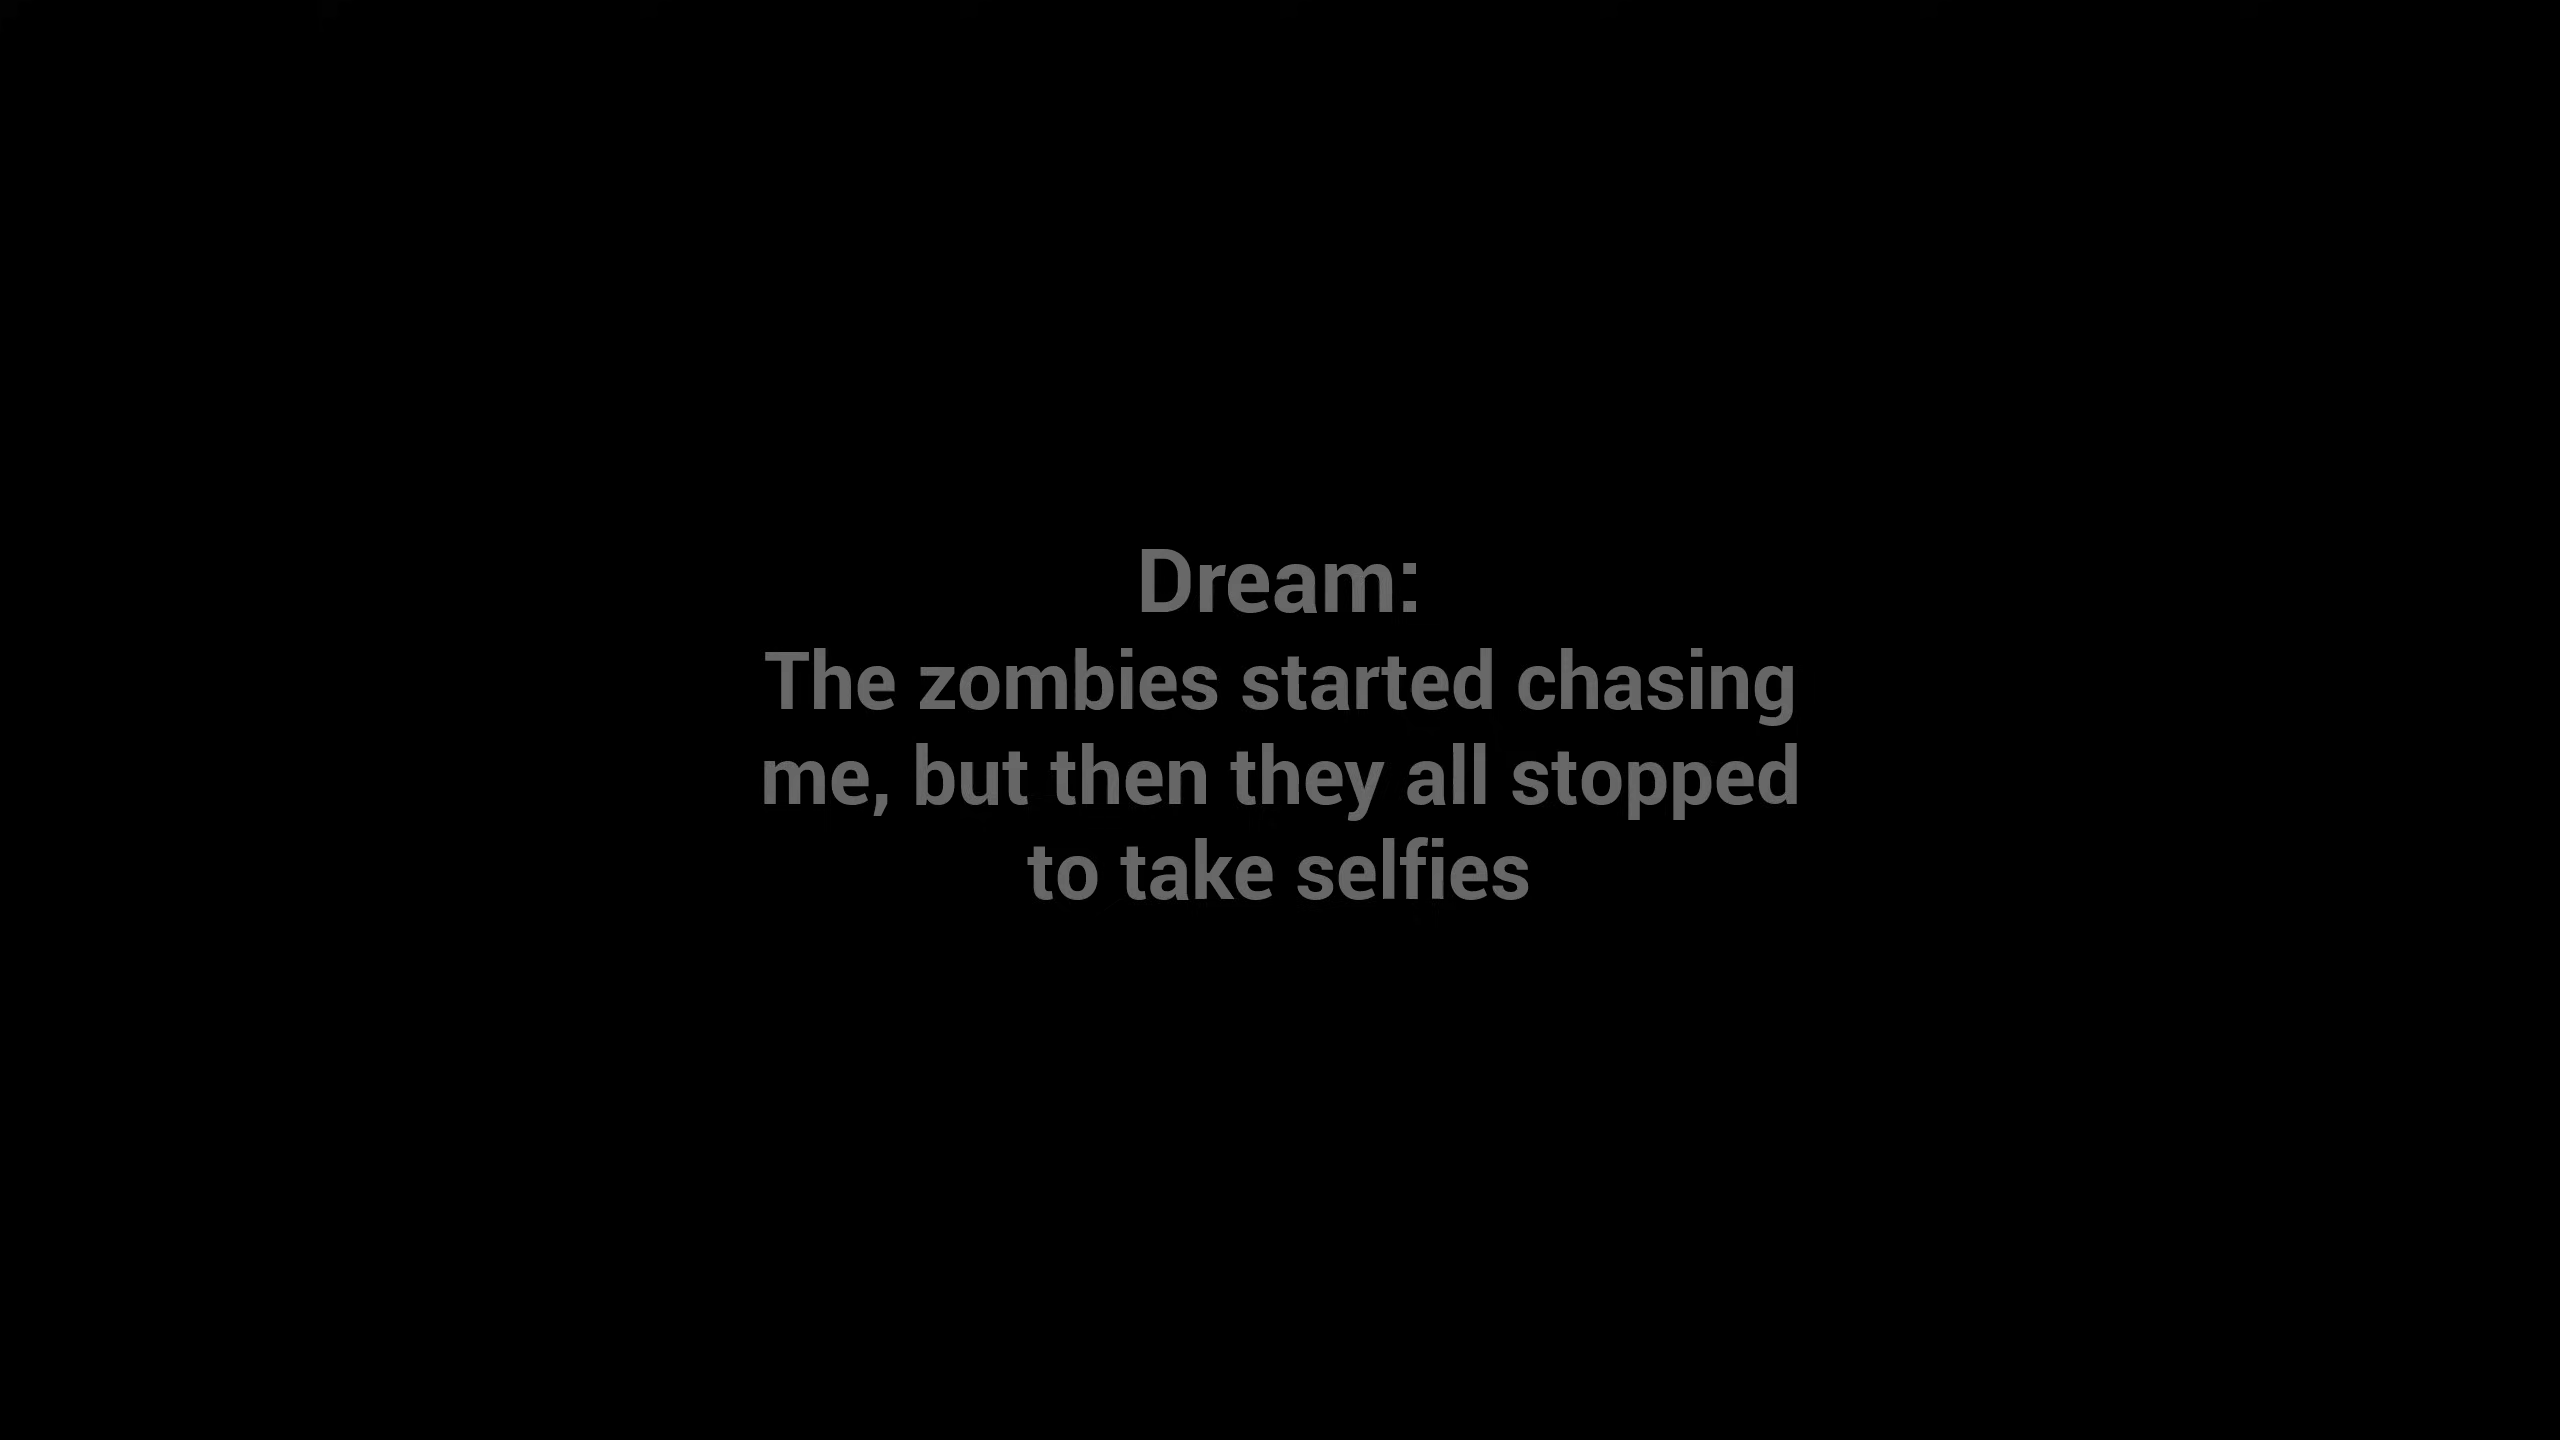 Dream:
The zombies started chasing
me, but then they all stopped
to take selfies